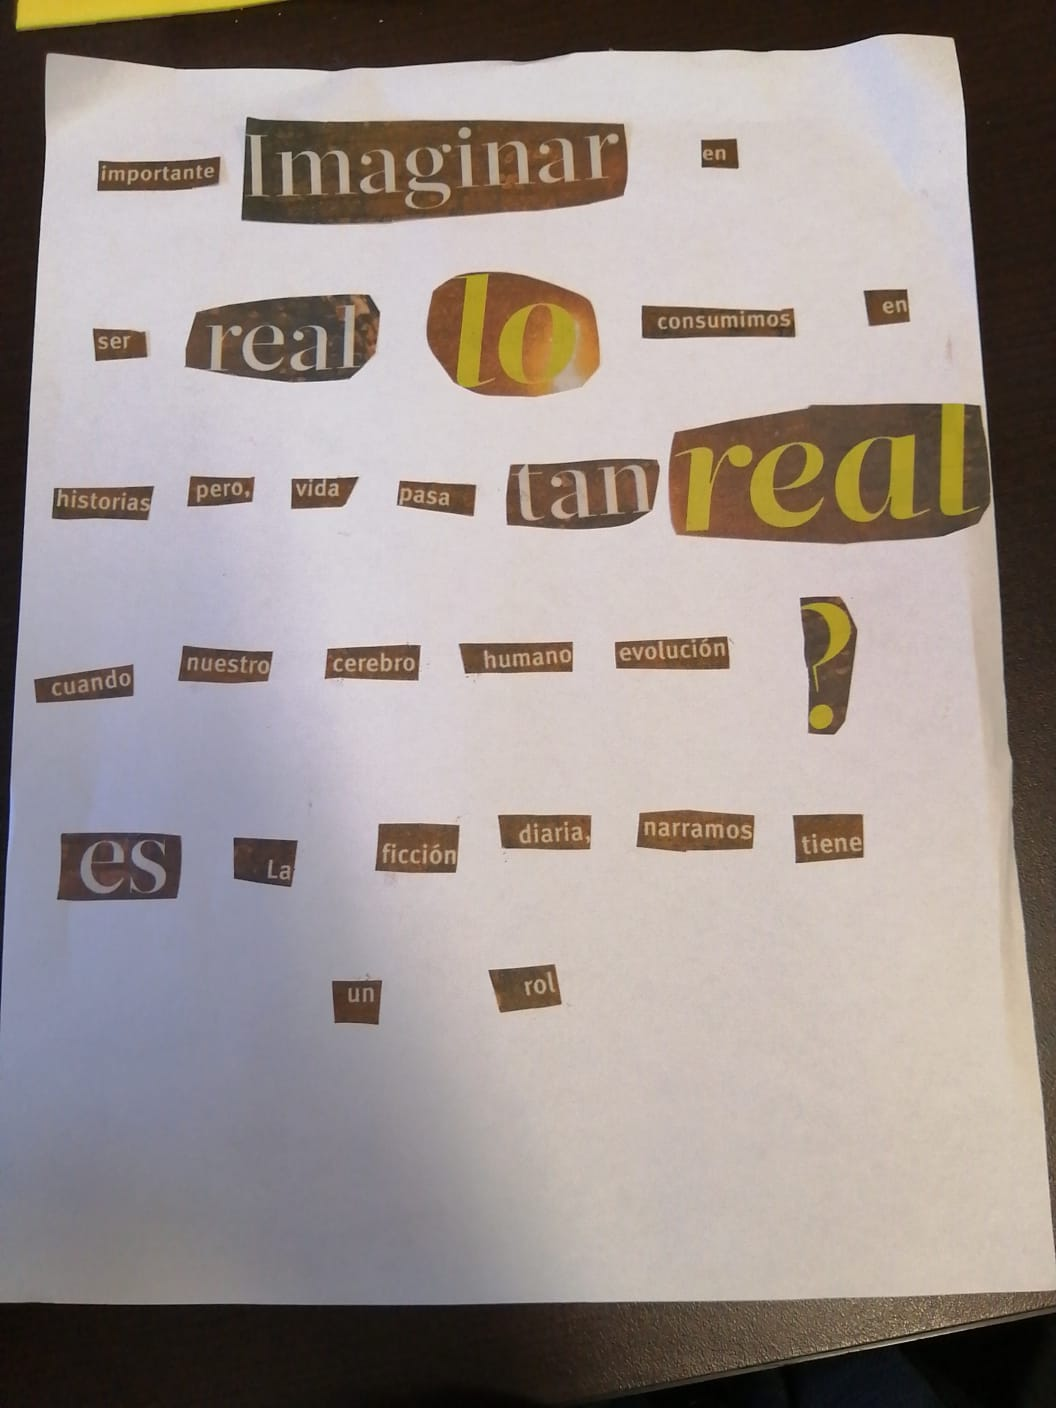 importante Imaginar en
ser real lo consumimos en
historias pero, vida pasa tan real
cuando nuestro cerebro humano evolución ?
es La ficción diaria, narramos tiene
un rol